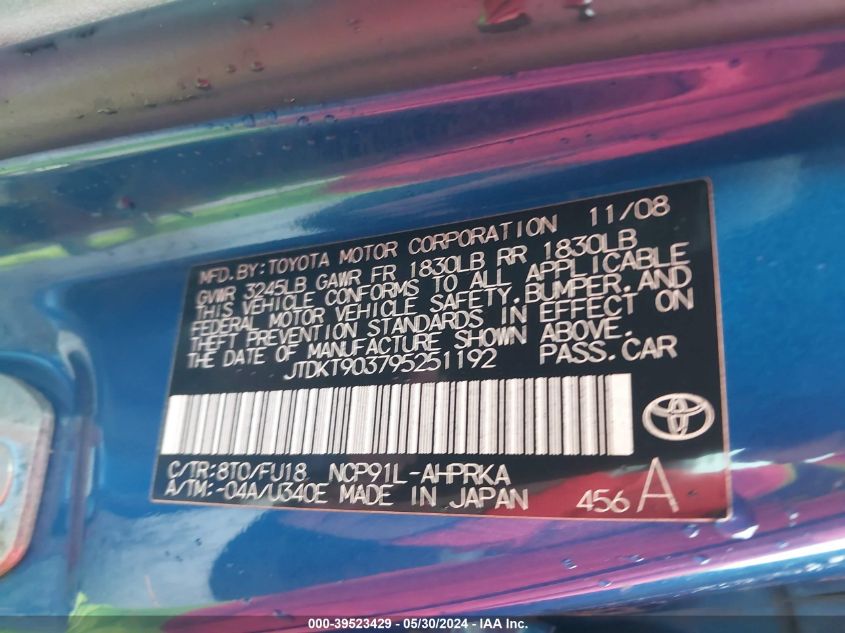 MFD.BY:TOYOTA MOTOR CORPORATION 11/08
GVWR 3245LB GAWR FR 1830LB RR 1830LB
THIS VEHICLE CONFORMS TO ALL APPLICABLE
FEDERAL MOTOR VEHICLE SAFETY,BUMPER,AND
THEFT PREVENTION STANDARDS IN EFFECT ON
THE DATE OF MANUFACTURE SHOWN ABOVE.
JTDKT903795251192 PASS.CAR
C/TR:8T0/FU18 NCP91L-AHPRKA
A/TM:-04A/U340E MADE IN JAPAN 456A
000-39523429 - 05/30/2024 - IAA Inc.